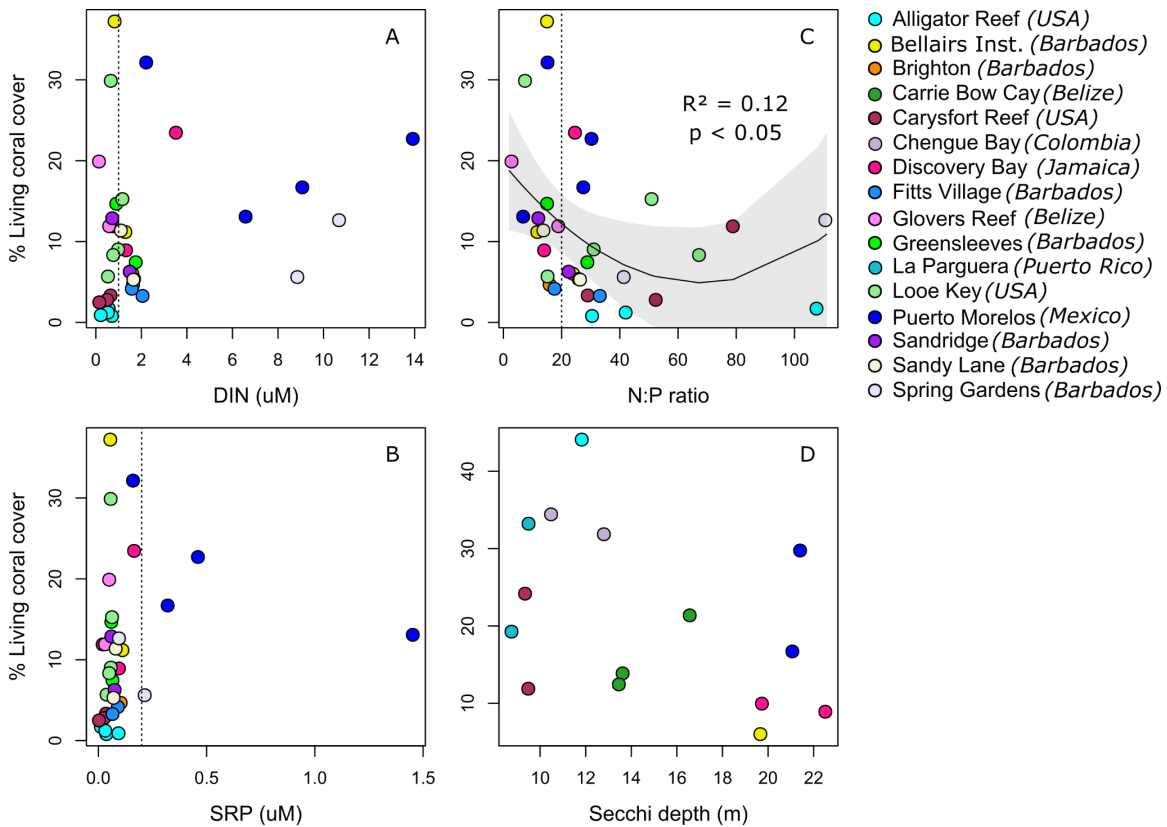 A
% Living coral cover
0 10 20 30
0 2 4 6 8 10 12 14
DIN (uM)
C
R² = 0.12
p < 0.05
0 10 20 30
0 20 40 60 80 100
N:P ratio
Alligator Reef (USA)
Bellairs Inst. (Barbados)
Brighton (Barbados)
Carrie Bow Cay (Belize)
Carysfort Reef (USA)
Chengue Bay (Colombia)
Discovery Bay (Jamaica)
Fitts Village (Barbados)
Glovers Reef (Belize)
Greensleeves (Barbados)
La Parguera (Puerto Rico)
Looe Key (USA)
Puerto Morelos (Mexico)
Sandridge (Barbados)
Sandy Lane (Barbados)
Spring Gardens (Barbados)
B
% Living coral cover
0 10 20 30
0.0 0.5 1.0 1.5
SRP (uM)
D
10 20 30 40
10 12 14 16 18 20 22
Secchi depth (m)